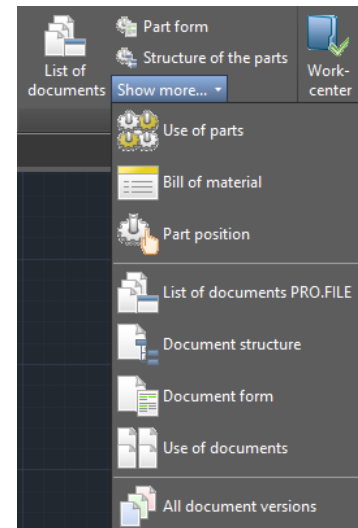 Part form
Structure of the parts
List of
documents
Show more...
Work-
center
Use of parts
Bill of material
Part position
List of documents PRO.FILE
Document structure
Document form
Use of documents
All document versions